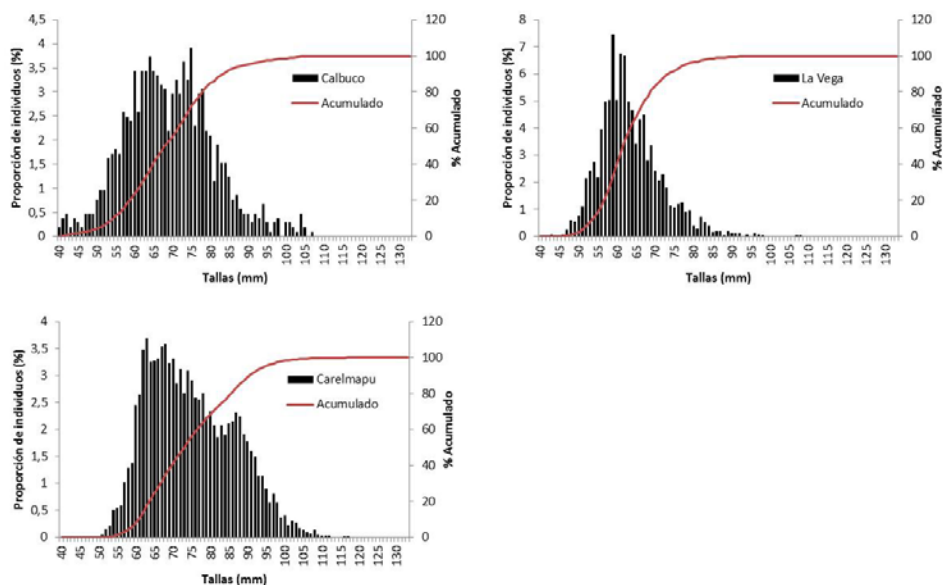 4,5
4
3,5
3
2,5
2
1,5
1
0,5
0
Proporción de individuos (%)
120
100
80
60
40
20
0
% Acumulado
Calbuco
Acumulado
40 45 50 55 60 65 70 75 80 85 90 95 100 105 110 115 120 125 130
Tallas (mm)
8
7
6
5
4
3
2
1
0
Proporción de individuos (%)
120
100
80
60
40
20
0
% Acumulñado
La Vega
Acumulado
40 45 50 55 60 65 70 75 80 85 90 95 100 105 110 115 120 125 130
Tallas (mm)
4
3,5
3
2,5
2
1,5
1
0,5
0
Proporción de individuos (%)
120
100
80
60
40
20
0
% Acumulado
Carelmapu
Acumulado
40 45 50 55 60 65 70 75 80 85 90 95 100 105 110 115 120 125 130
Tallas (mm)